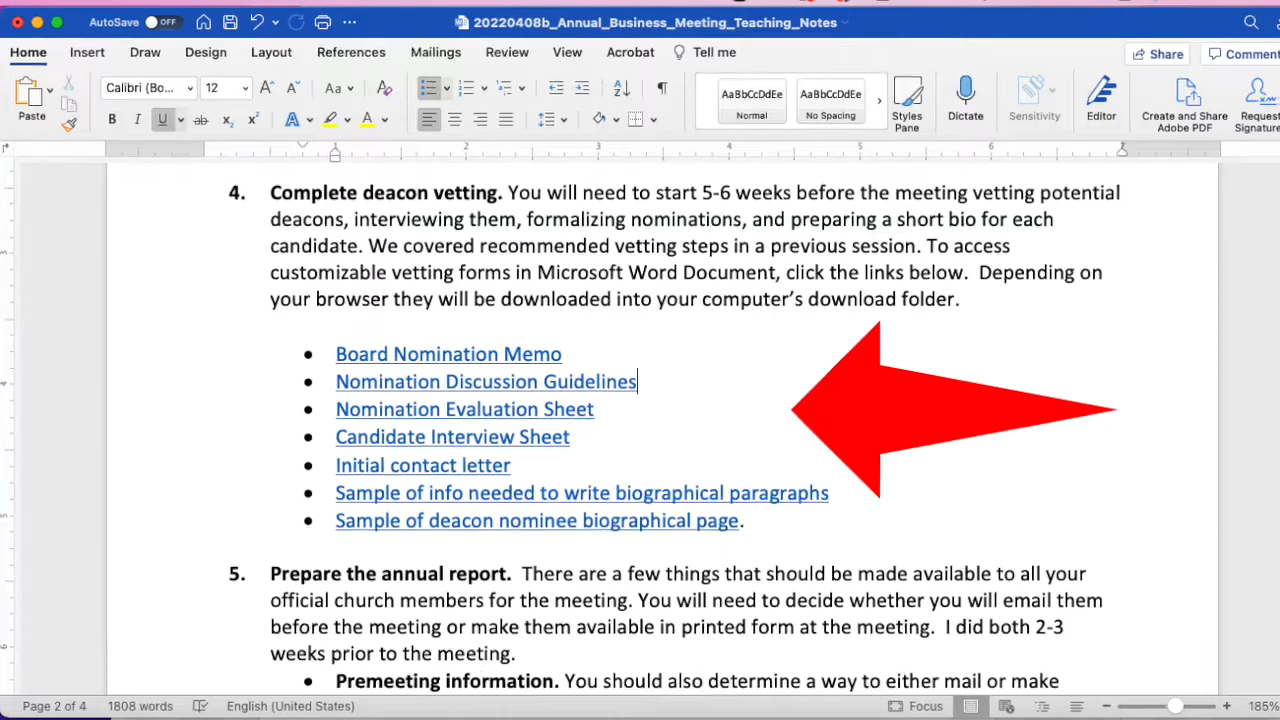 AutoSave OFF 20220408b_Annual_Business_Meeting_Teaching_Notes
Home Insert Draw Design Layout References Mailings Review View Acrobat Tell me Share
Calibri (Bo... 12 Aa AaBbCcDdEe AaBbCcDdEe
Paste Normal No Spacing Styles Pane Dictate Sensitivity Editor Create and Share Adobe PDF
1 2 3 4 5 6 7
4. Complete deacon vetting. You will need to start 5-6 weeks before the meeting vetting potential
deacons, interviewing them, formalizing nominations, and preparing a short bio for each
candidate. We covered recommended vetting steps in a previous session. To access
customizable vetting forms in Microsoft Word Document, click the links below.  Depending on
your browser they will be downloaded into your computer’s download folder.
• Board Nomination Memo
• Nomination Discussion Guidelines
• Nomination Evaluation Sheet
• Candidate Interview Sheet
• Initial contact letter
• Sample of info needed to write biographical paragraphs
• Sample of deacon nominee biographical page.
5. Prepare the annual report.  There are a few things that should be made available to all your
official church members for the meeting. You will need to decide whether you will email them
before the meeting or make them available in printed form at the meeting.  I did both 2-3
weeks prior to the meeting.
• Premeeting information. You should also determine a way to either mail or make
Page 2 of 4 1808 words English (United States) Focus 185%